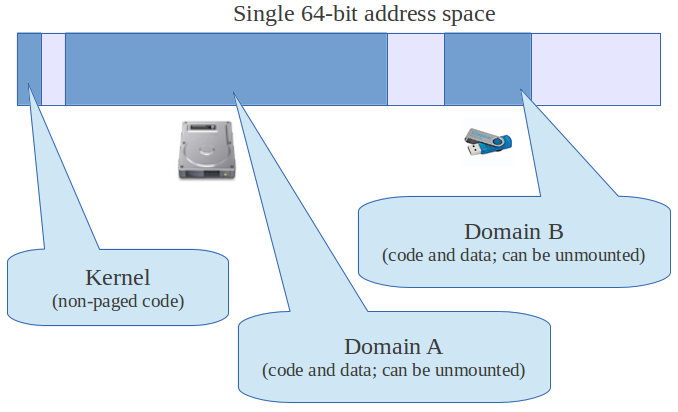 Single 64-bit address space
Kernel
(non-paged code)
Domain A
(code and data; can be unmounted)
Domain B
(code and data; can be unmounted)